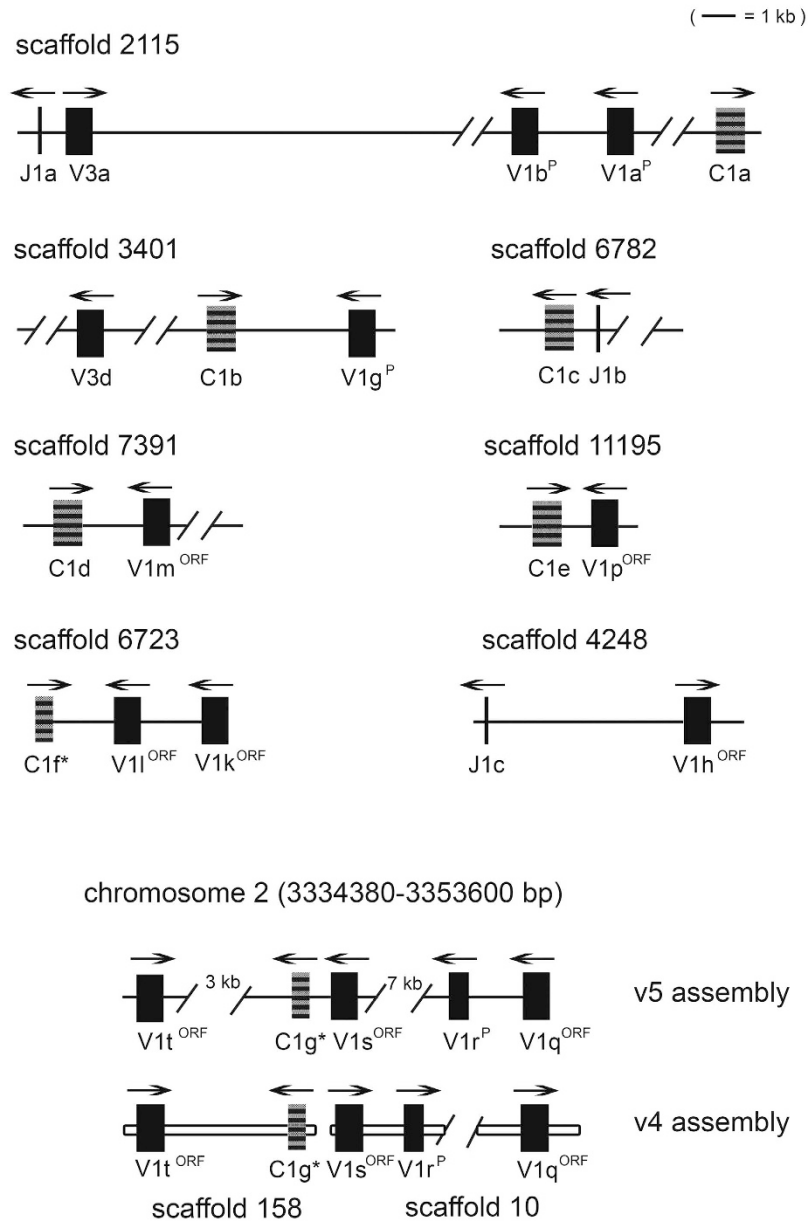 ( — = 1 kb )
scaffold 2115
J1a V3a V1b^P V1a^P C1a
scaffold 3401 scaffold 6782
V3d C1b V1g^P C1c J1b
scaffold 7391 scaffold 11195
C1d V1m^ORF C1e V1p^ORF
scaffold 6723 scaffold 4248
C1f* V1l^ORF V1k^ORF J1c V1h^ORF
chromosome 2 (3334380-3353600 bp)
3 kb 7 kb v5 assembly
V1t^ORF C1g* V1s^ORF V1r^P V1q^ORF
v4 assembly
V1t^ORF C1g* V1s^ORF V1r^P V1q^ORF
scaffold 158 scaffold 10